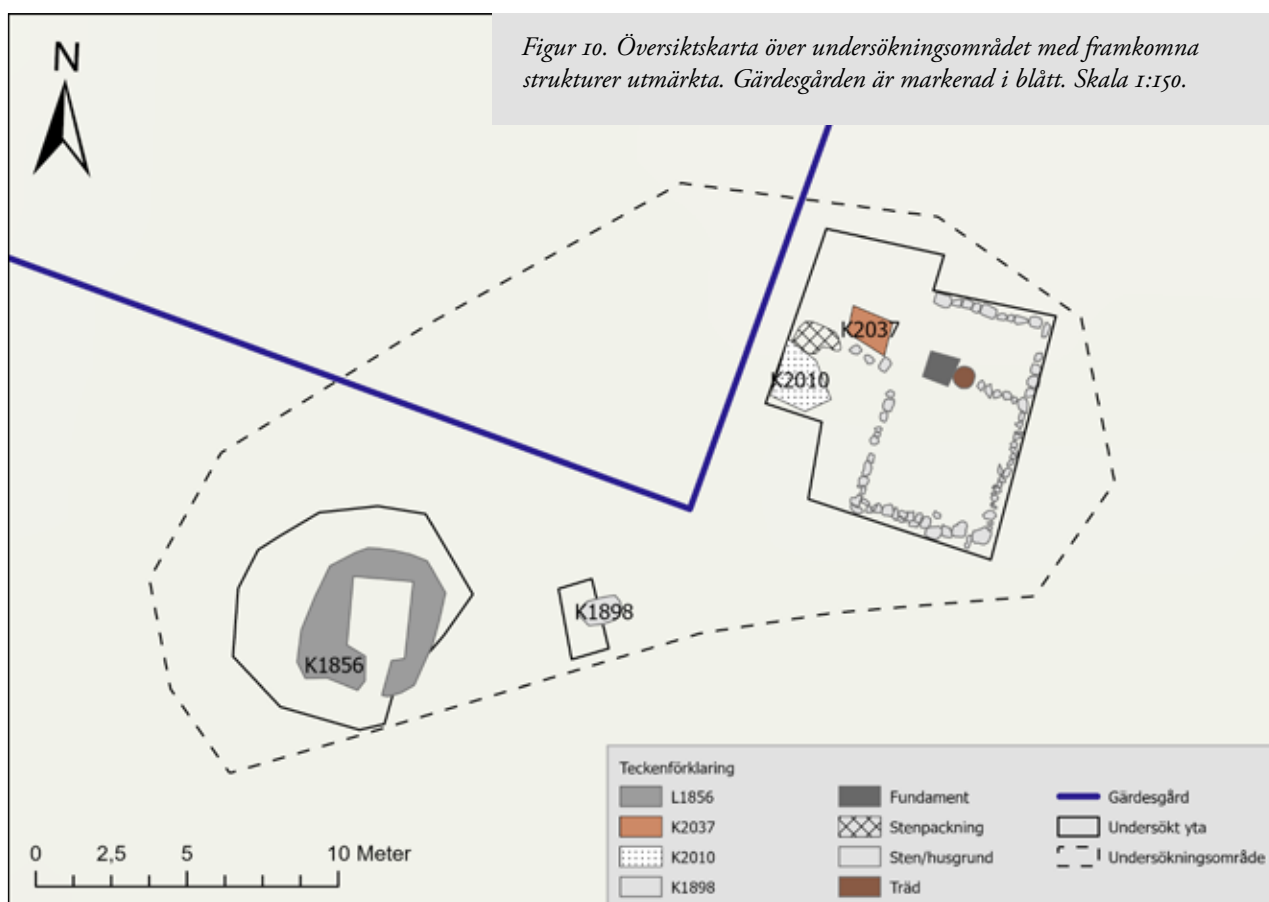 Figur 10. Översiktskarta över undersökningsområdet med framkomna
strukturer utmärkta. Gärdesgården är markerad i blått. Skala 1:150.
N
K2037
K2010
K1898
K1856
Teckenförklaring
L1856
K2037
K2010
K1898
Fundament
Stenpackning
Sten/husgrund
Träd
Gärdesgård
Undersökt yta
Undersökningsområde
0 2,5 5 10 Meter